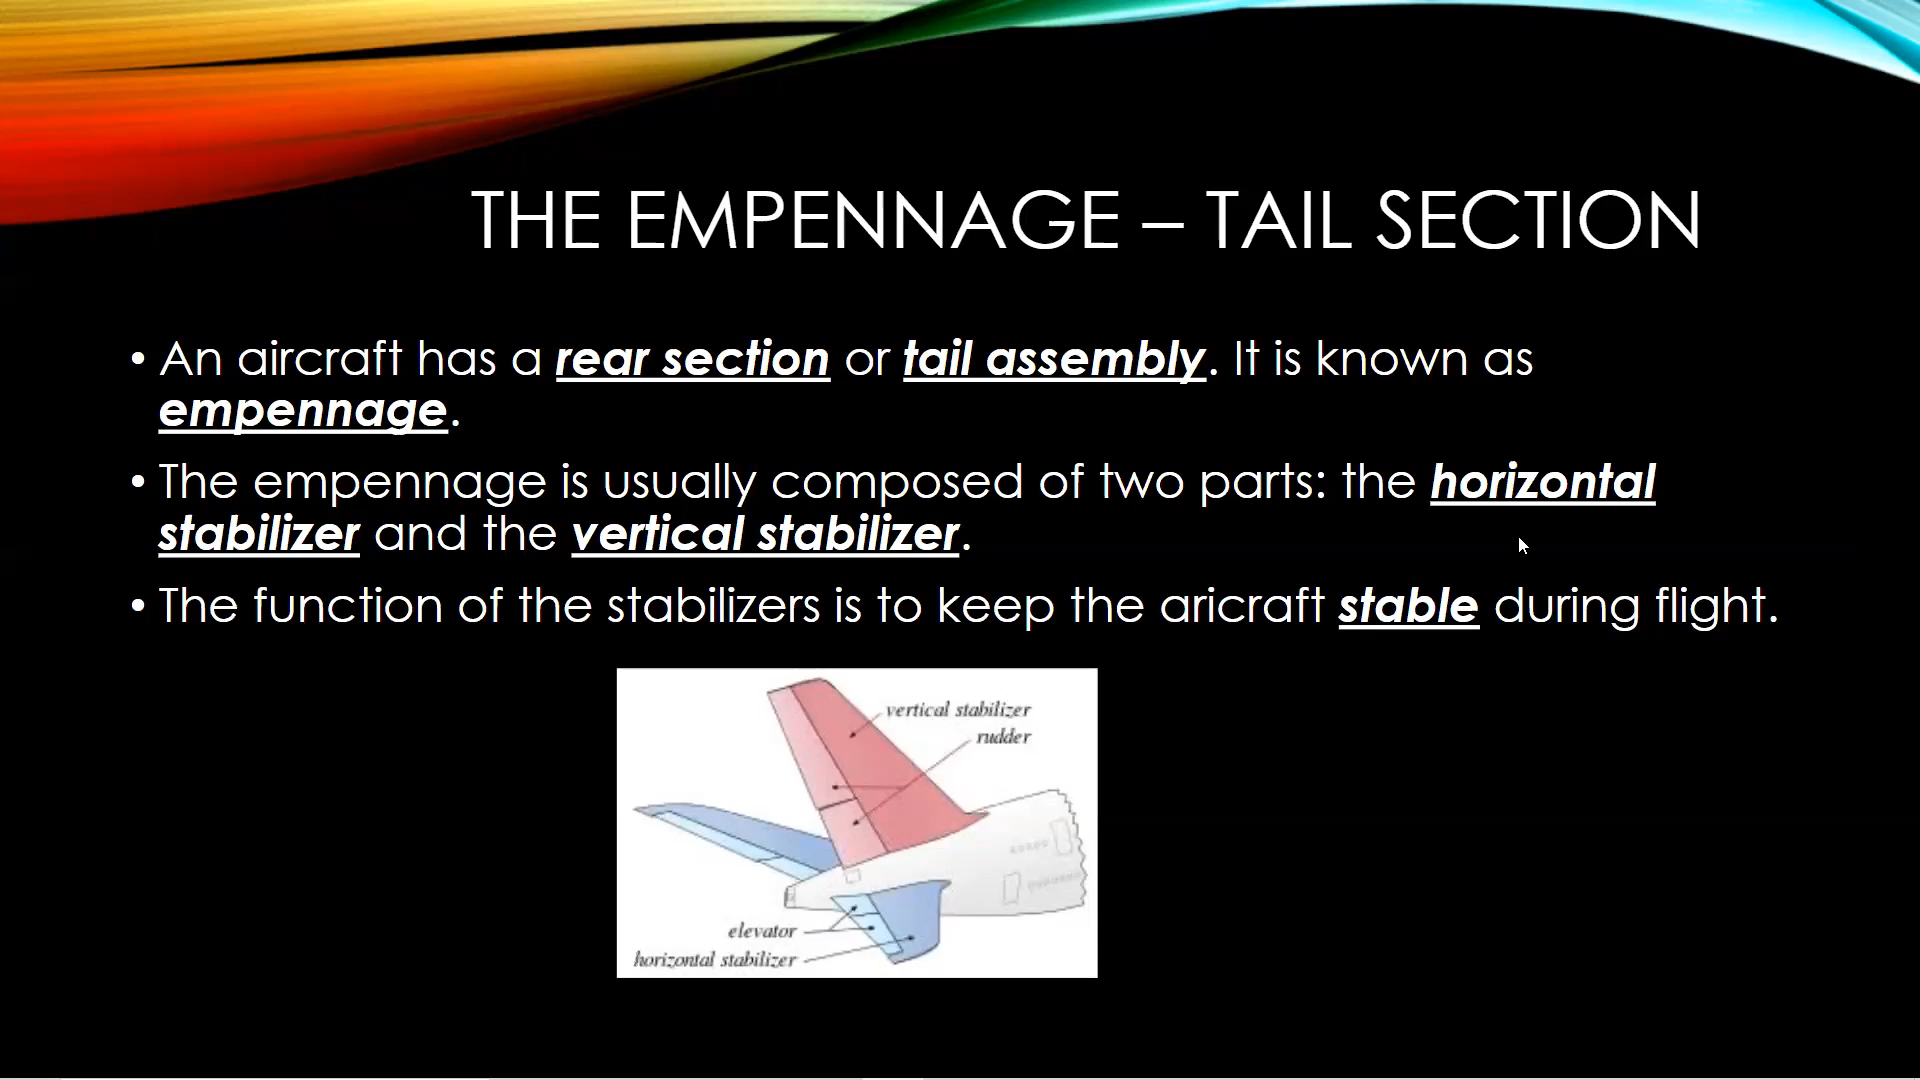 THE EMPENNAGE – TAIL SECTION
• An aircraft has a rear section or tail assembly. It is known as
empennage.
• The empennage is usually composed of two parts: the horizontal
stabilizer and the vertical stabilizer.
• The function of the stabilizers is to keep the aricraft stable during flight.
vertical stabilizer
rudder
elevator
horizontal stabilizer